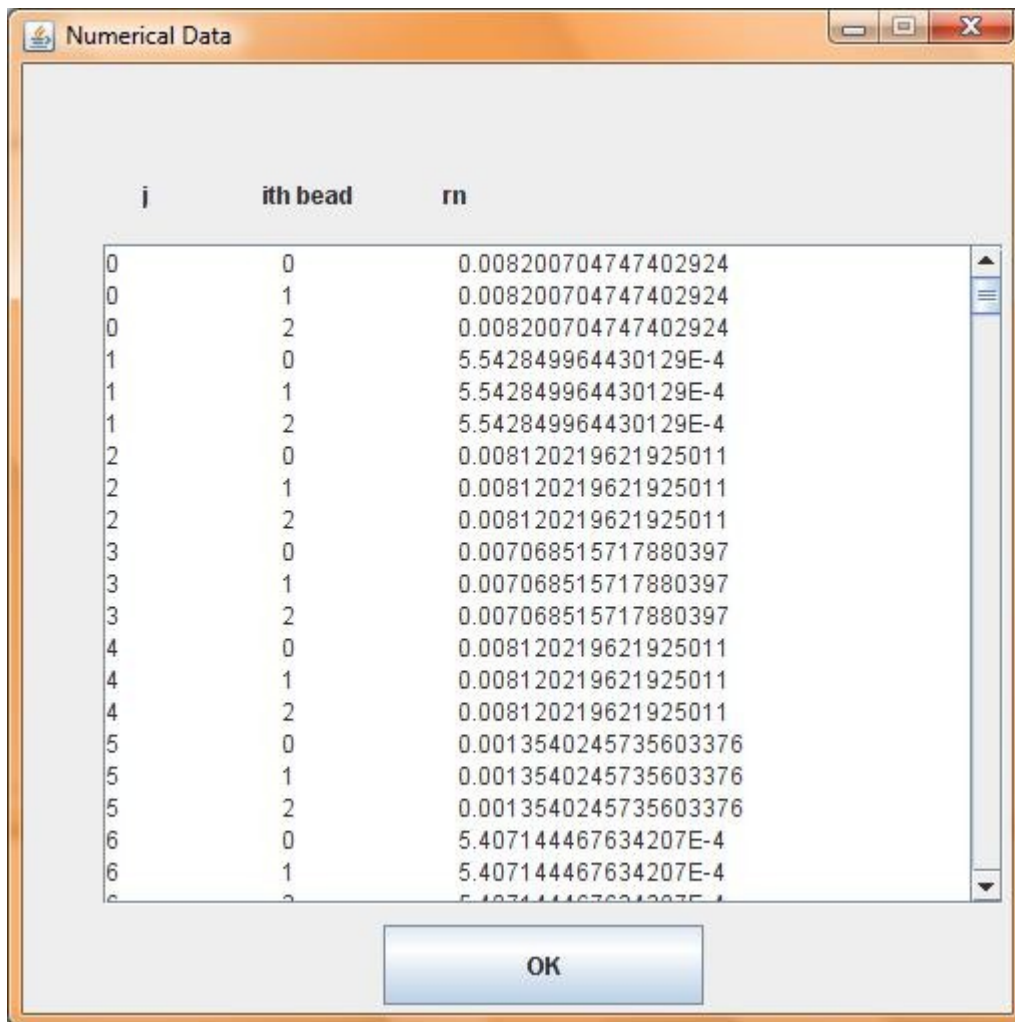 Numerical Data
j ith bead rn
0 0 0.008200704747402924
0 1 0.008200704747402924
0 2 0.008200704747402924
1 0 5.542849964430129E-4
1 1 5.542849964430129E-4
1 2 5.542849964430129E-4
2 0 0.008120219621925011
2 1 0.008120219621925011
2 2 0.008120219621925011
3 0 0.007068515717880397
3 1 0.007068515717880397
3 2 0.007068515717880397
4 0 0.008120219621925011
4 1 0.008120219621925011
4 2 0.008120219621925011
5 0 0.0013540245735603376
5 1 0.0013540245735603376
5 2 0.0013540245735603376
6 0 5.407144467634207E-4
6 1 5.407144467634207E-4
OK